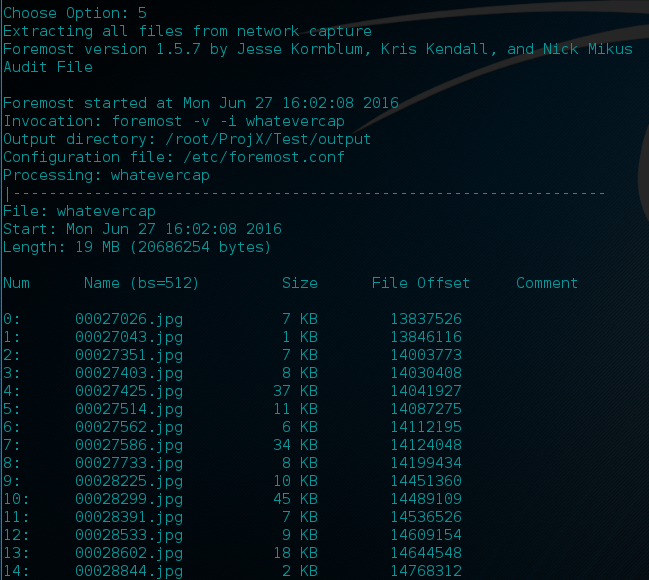 Choose Option: 5
Extracting all files from network capture
Foremost version 1.5.7 by Jesse Kornblum, Kris Kendall, and Nick Mikus
Audit File
Foremost started at Mon Jun 27 16:02:08 2016
Invocation: foremost -v -i whatevercap
Output directory: /root/ProjX/Test/output
Configuration file: /etc/foremost.conf
Processing: whatevercap
|------------------------------------------------------------------
File: whatevercap
Start: Mon Jun 27 16:02:08 2016
Length: 19 MB (20686254 bytes)
Num Name (bs=512) Size File Offset Comment
0: 00027026.jpg 7 KB 13837526
1: 00027043.jpg 1 KB 13846116
2: 00027351.jpg 7 KB 14003773
3: 00027403.jpg 8 KB 14030408
4: 00027425.jpg 37 KB 14041927
5: 00027514.jpg 11 KB 14087275
6: 00027562.jpg 6 KB 14112195
7: 00027586.jpg 34 KB 14124048
8: 00027733.jpg 8 KB 14199434
9: 00028225.jpg 10 KB 14451360
10: 00028299.jpg 45 KB 14489109
11: 00028391.jpg 7 KB 14536526
12: 00028533.jpg 9 KB 14609154
13: 00028602.jpg 18 KB 14644548
14: 00028844.jpg 2 KB 14768312